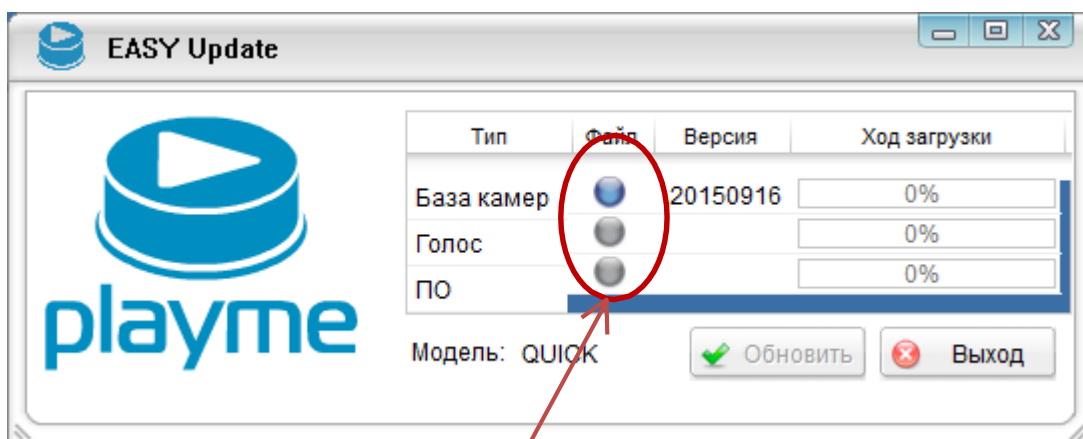 EASY Update
Тип Файл Версия Ход загрузки
База камер 20150916 0%
Голос 0%
ПО 0%
playme
Модель: QUICK Обновить Выход